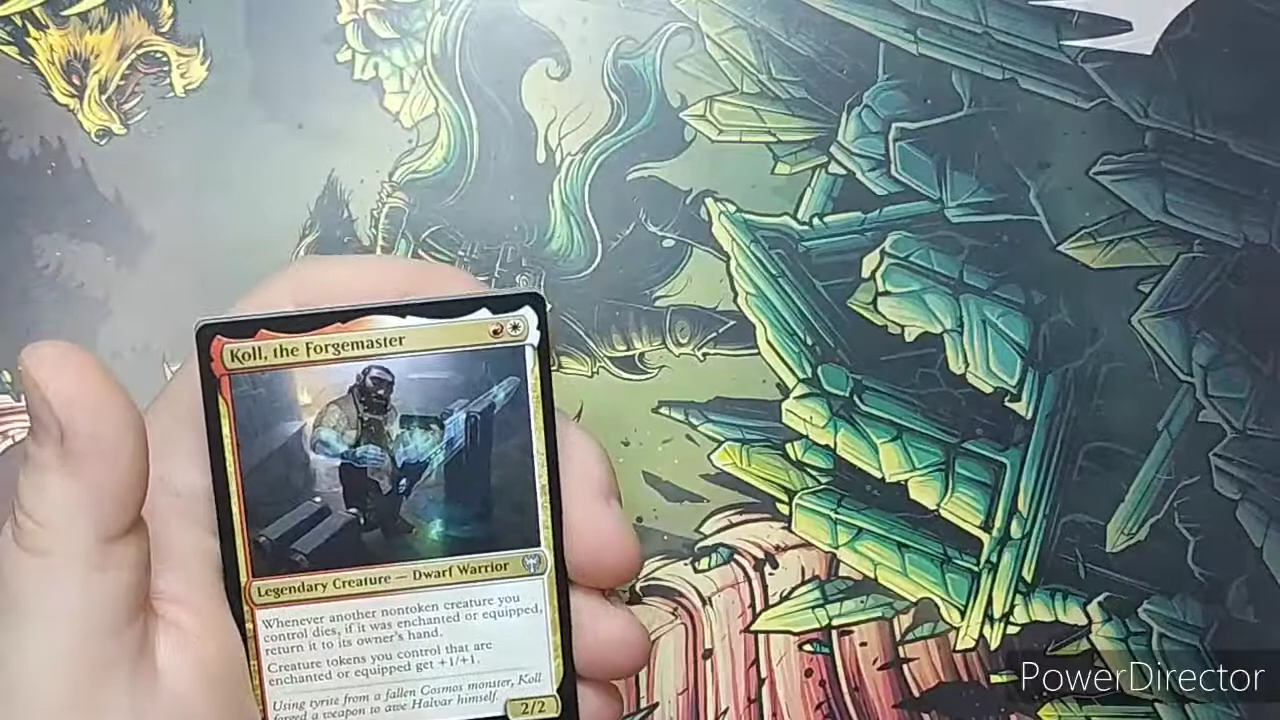 Koll, the Forgemaster
Legendary Creature — Dwarf Warrior
Whenever another nontoken creature you
control dies, if it was enchanted or equipped,
return it to its owner's hand.
Creature tokens you control that are
enchanted or equipped get +1/+1.
Using tyrite from a fallen Cosmos monster, Koll
forged a weapon to awe Halvar himself.
2/2
PowerDirector